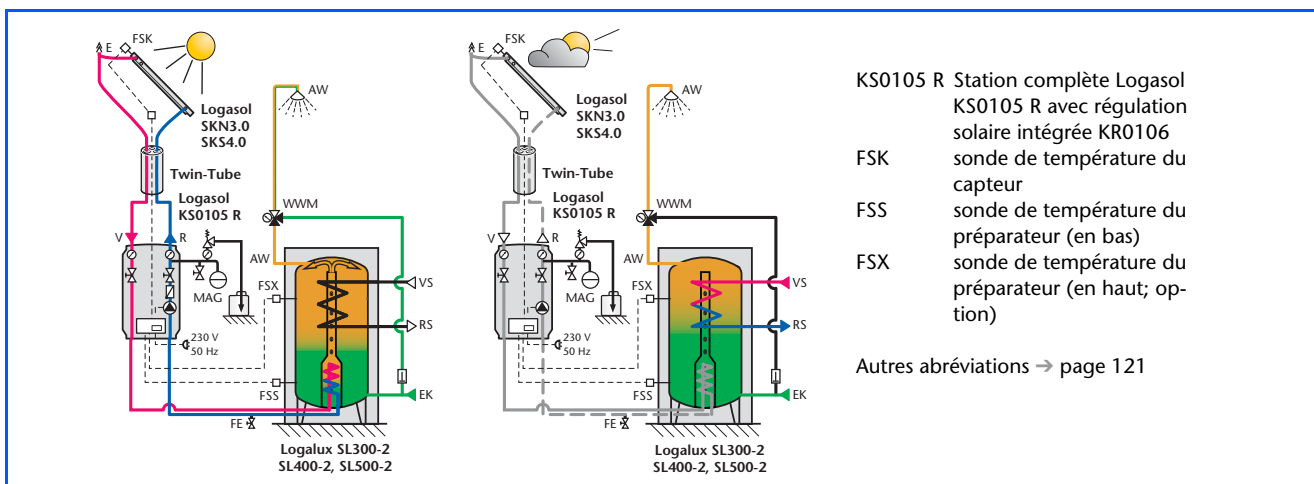 E
FSK
Logasol
SKN3.0
SKS4.0
AW
Twin-Tube
Logasol
KS0105 R
WWM
V
R
AW
FSX
MAG
VS
RS
230 V
50 Hz
FSS
EK
FE
Logalux SL300-2
SL400-2, SL500-2
E
FSK
Logasol
SKN3.0
SKS4.0
AW
Twin-Tube
Logasol
KS0105 R
WWM
V
R
AW
FSX
MAG
VS
RS
230 V
50 Hz
FSS
EK
FE
Logalux SL300-2
SL400-2, SL500-2
KS0105 R Station complète Logasol
KS0105 R avec régulation
solaire intégrée KR0106
FSK sonde de température du
capteur
FSS sonde de température du
préparateur (en bas)
FSX sonde de température du
préparateur (en haut; op-
tion)
Autres abréviations → page 121